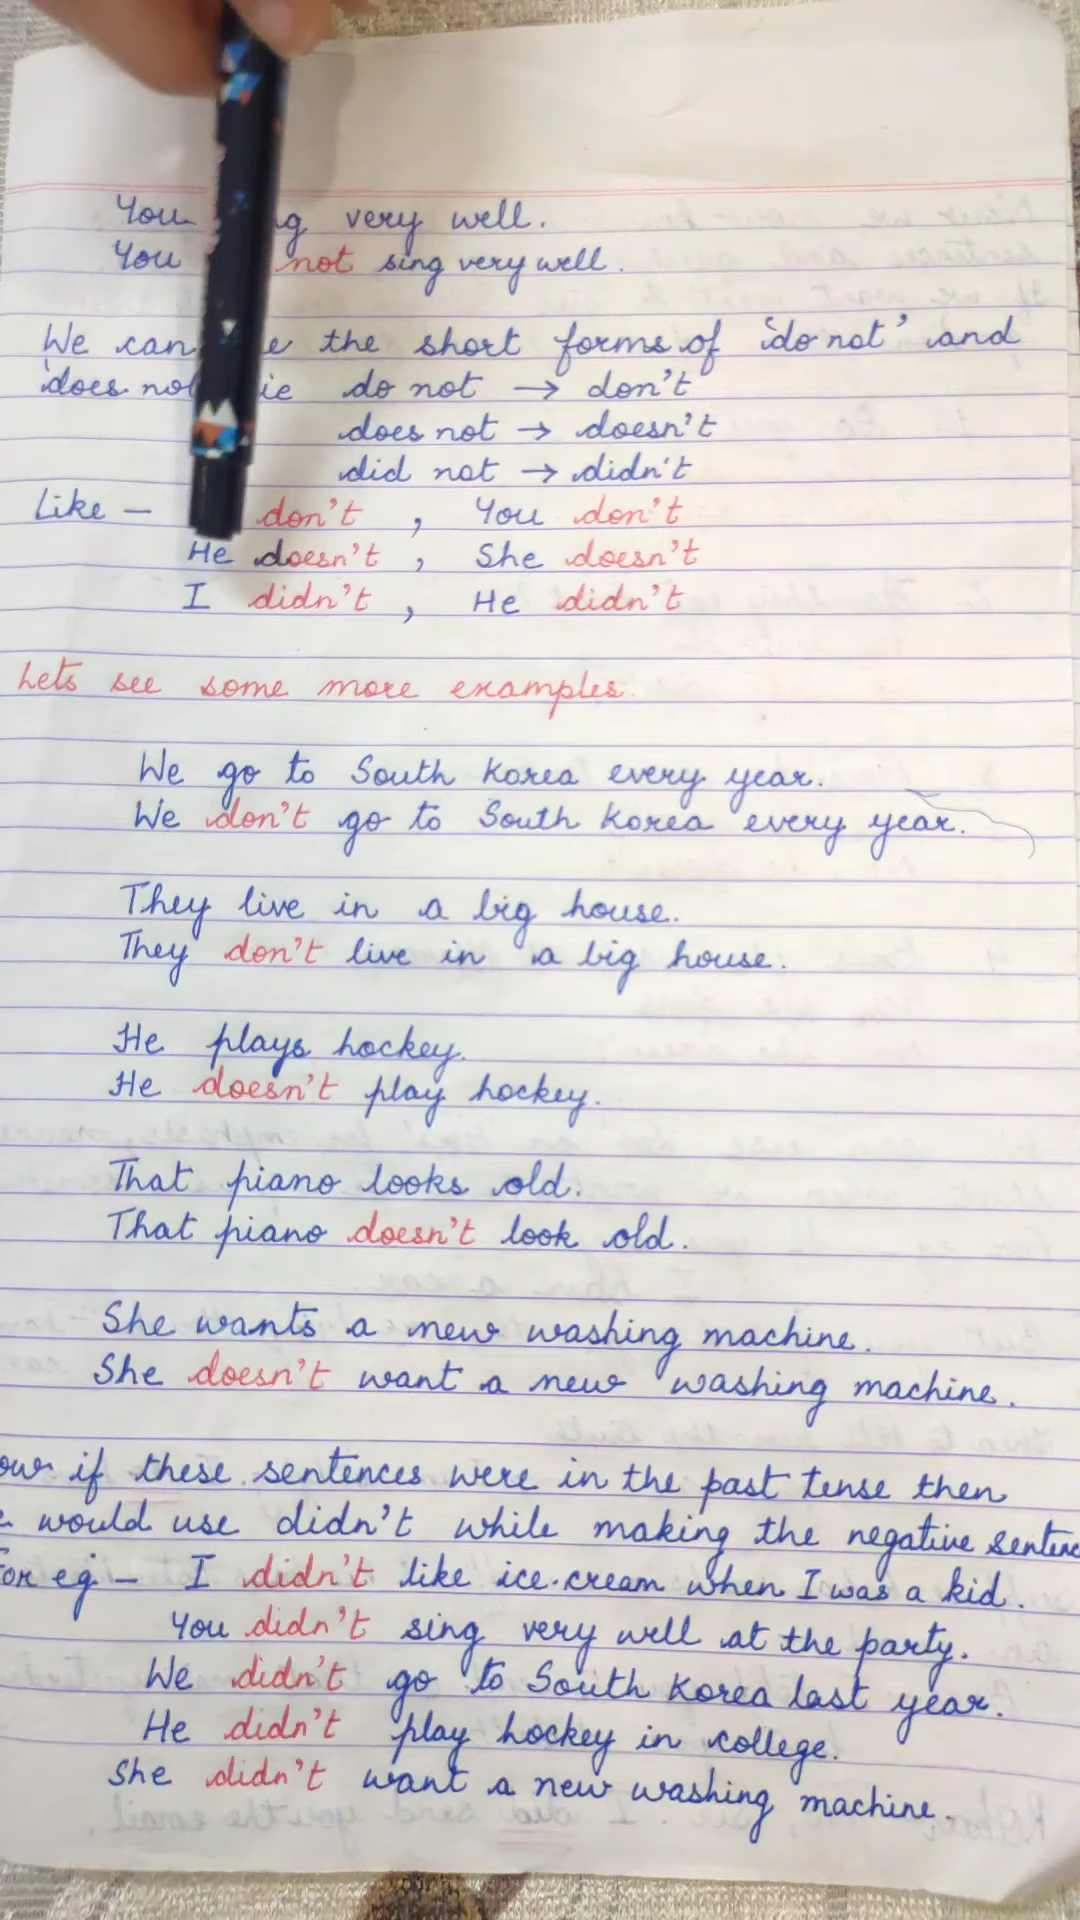 You g very well.
You not sing very well.
We can e the short forms of 'do not' and
'does not ie do not → don't
does not → doesn't
did not → didn't
Like – don't , You don't
He doesn't , She doesn't
I didn't , He didn't
Lets see some more examples.
We go to South Korea every year.
We don't go to South Korea every year.
They live in a big house.
They don't live in a big house.
He plays hockey.
He doesn't play hockey.
That piano looks old.
That piano doesn't look old.
She wants a new washing machine.
She doesn't want a new washing machine.
ow if these sentences were in the past tense then
e would use didn't while making the negative sentenc
For eg – I didn't like ice-cream when I was a kid.
You didn't sing very well at the party.
We didn't go to South Korea last year.
He didn't play hockey in college.
She didn't want a new washing machine.